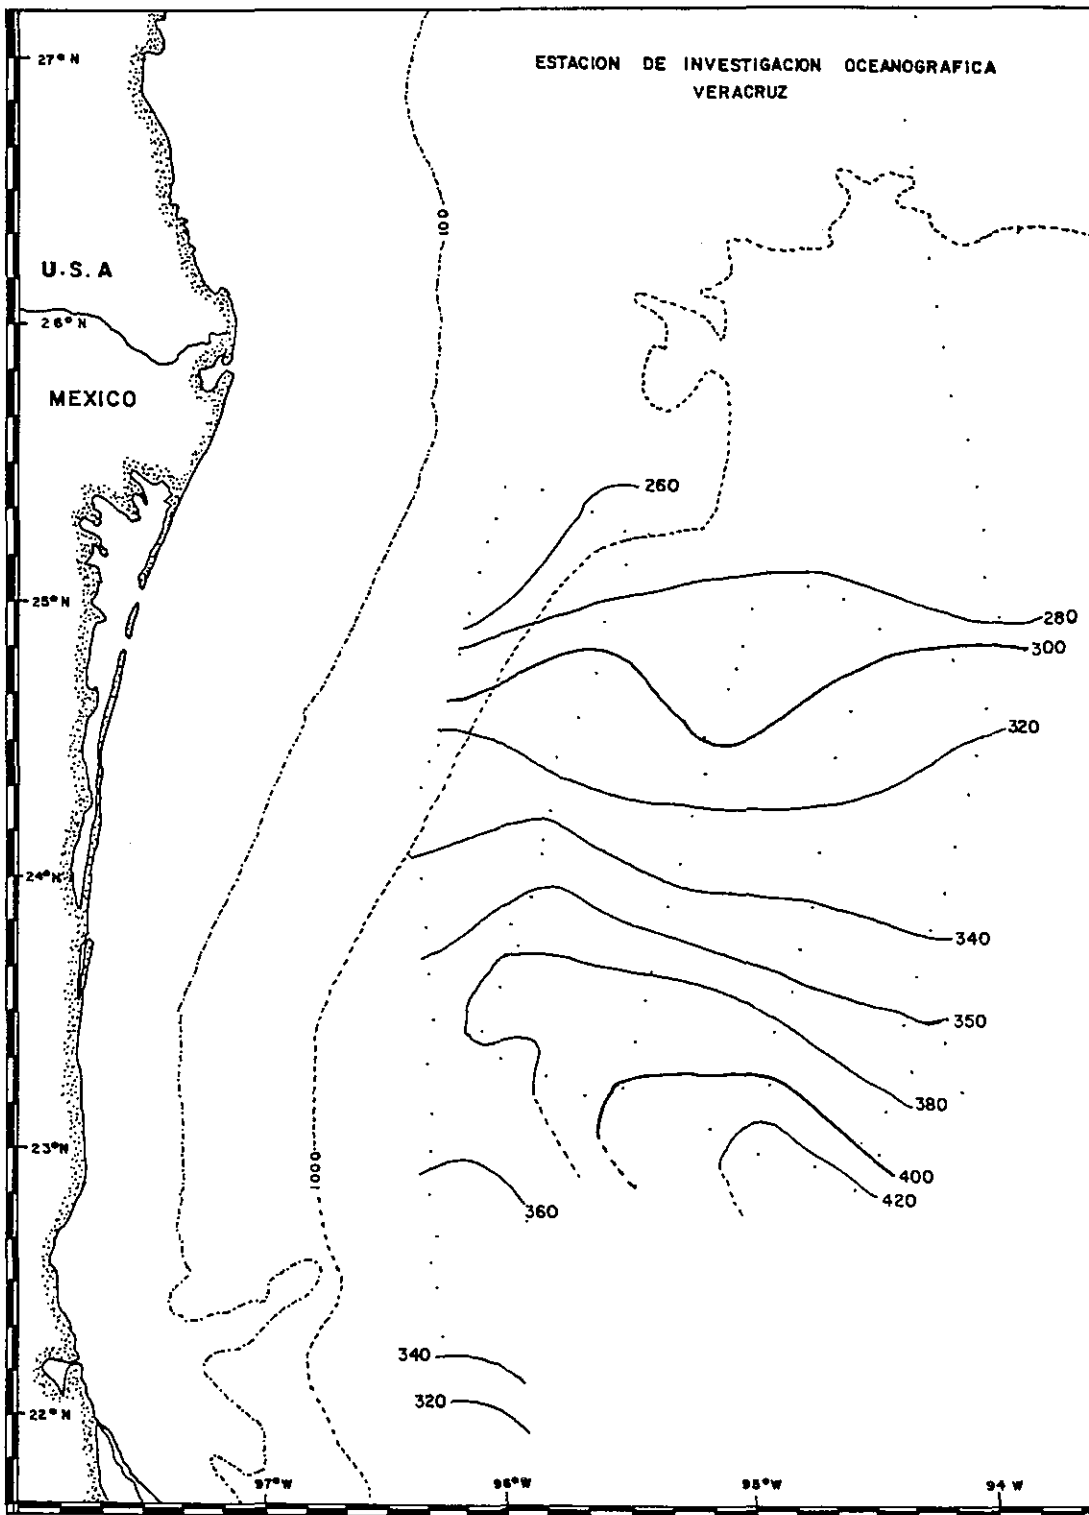 27°N
ESTACION DE INVESTIGACION OCEANOGRAFICA
VERACRUZ
100
U.S.A
26°N
MEXICO
260
25°N
280
300
320
24°N
340
350
380
23°N
1000
400
420
360
340
320
22°N
97°W
96°W
95°W
94 W